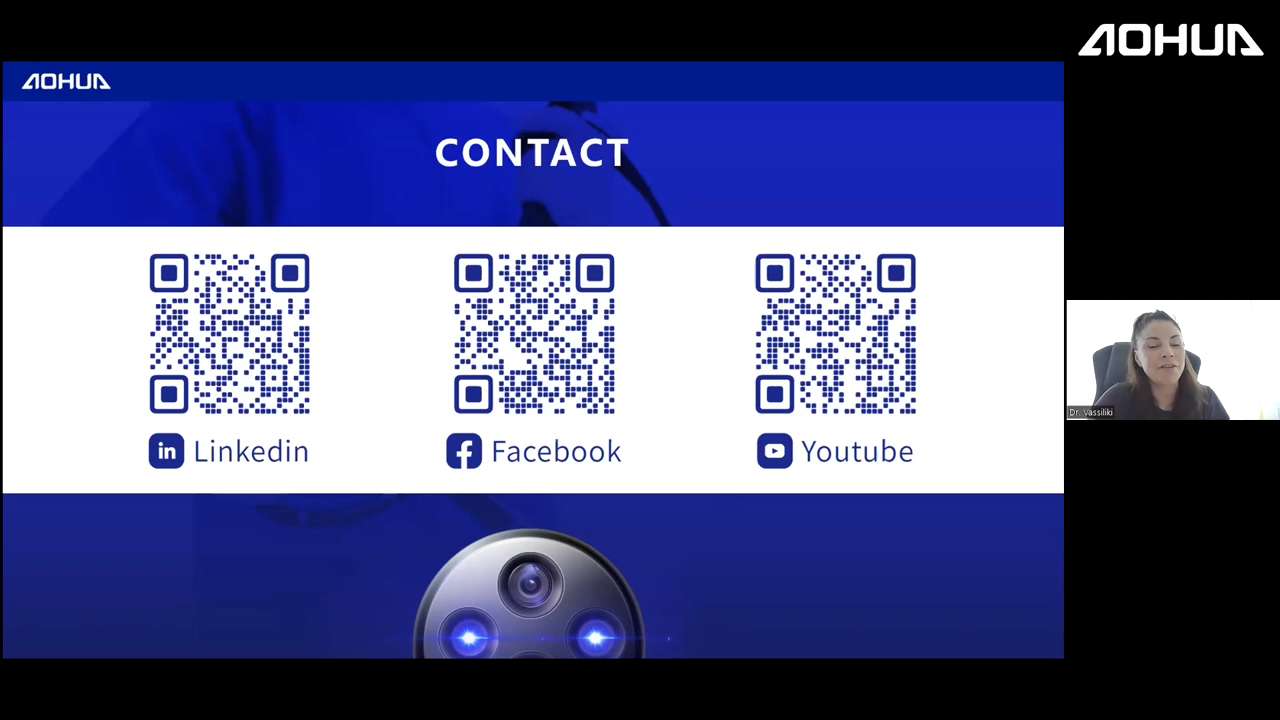 AOHUA
AOHUA
CONTACT
Linkedin
Facebook
Youtube
Dr. Vassiliki